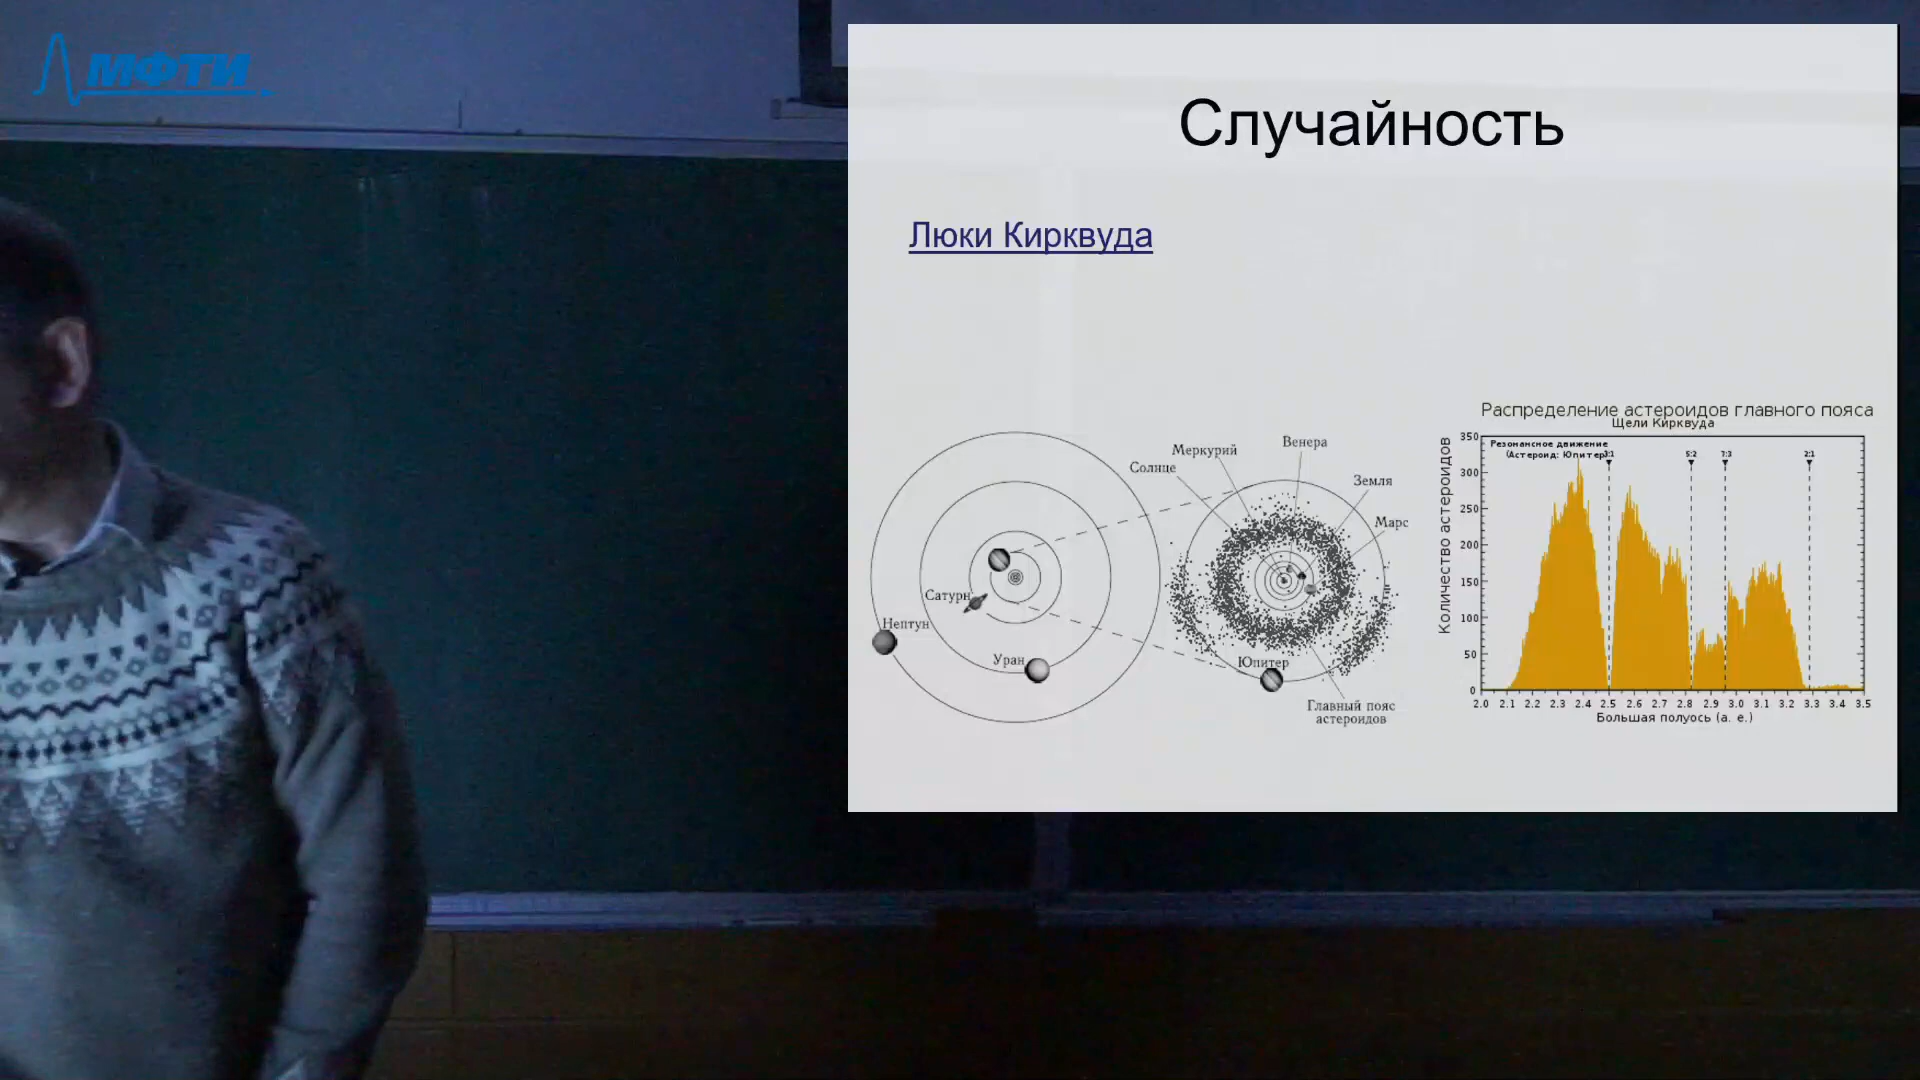 МФТИ
Случайность
Люки Кирквуда
Меркурий
Венера
Солнце
Земля
Марс
Сатурн
Нептун
Уран
Юпитер
Главный пояс
астероидов
Распределение астероидов главного пояса
Щели Кирквуда
Резонансное движение
(Астероид: Юпитер)
3:1
5:2
7:3
2:1
Количество астероидов
350
300
250
200
150
100
50
0
2.0 2.1 2.2 2.3 2.4 2.5 2.6 2.7 2.8 2.9 3.0 3.1 3.2 3.3 3.4 3.5
Большая полуось (а. е.)